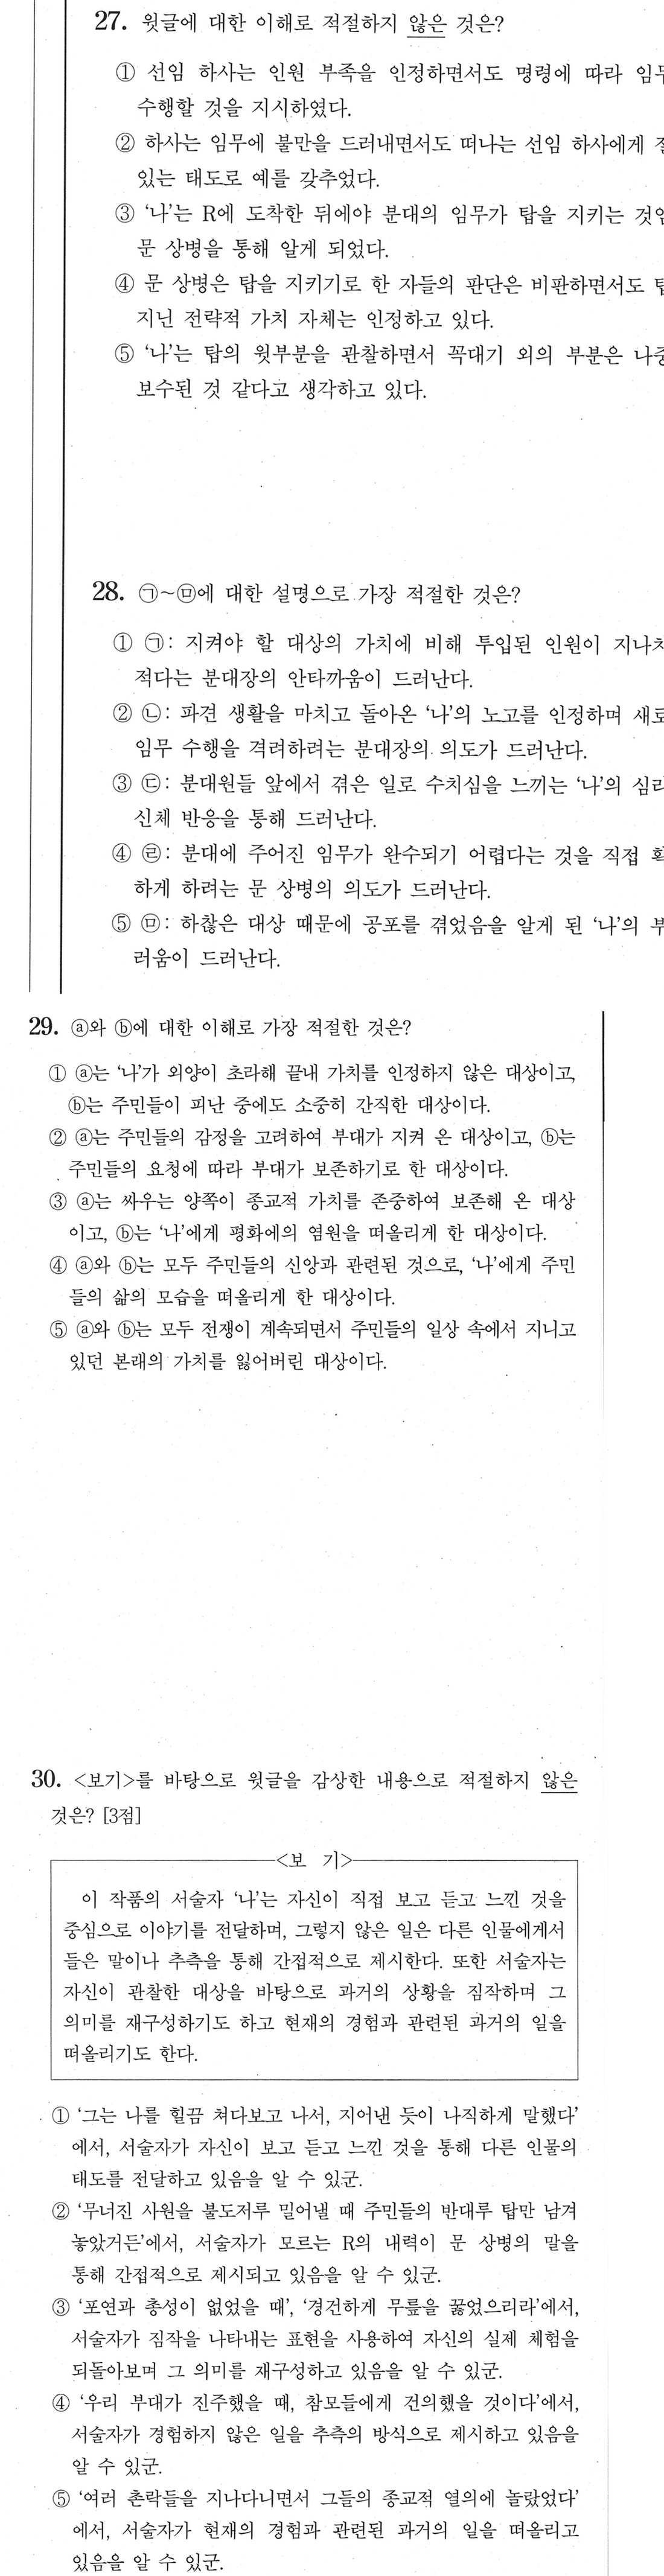 27. 윗글에 대한 이해로 적절하지 않은 것은?
① 선임 하사는 인원 부족을 인정하면서도 명령에 따라
수행할 것을 지시하였다.
② 하사는 임무에 불만을 드러내면서도 떠나는 선임 하사에게
있는 태도로 예를 갖추었다.
③ ‘나’는 R에 도착한 뒤에야 분대의 임무가 탑을 지키는
문 상병을 통해 알게 되었다.
④ 문 상병은 탑을 지키기로 한 자들의 판단은 비판하면서도
지닌 전략적 가치 자체는 인정하고 있다.
⑤ ‘나’는 탑의 윗부분을 관찰하면서 꼭대기 외의 부분은
보수된 것 같다고 생각하고 있다.
28. ㉠~㉤에 대한 설명으로 가장 적절한 것은?
① ㉠: 지켜야 할 대상의 가치에 비해 투입된 인원이
적다는 분대장의 안타까움이 드러난다.
② ㉡: 파견 생활을 마치고 돌아온 ‘나’의 노고를 인정하며
임무 수행을 격려하려는 분대장의 의도가 드러난다.
③ ㉢: 분대원들 앞에서 겪은 일로 수치심을 느끼는 ‘나’의
신체 반응을 통해 드러난다.
④ ㉣: 분대에 주어진 임무가 완수되기 어렵다는 것을 직접
하게 하려는 문 상병의 의도가 드러난다.
⑤ ㉤: 하찮은 대상 때문에 공포를 겪었음을 알게 된 ‘나’의
러움이 드러난다.
29. ⓐ와 ⓑ에 대한 이해로 가장 적절한 것은?
① ⓐ는 ‘나’가 외양이 초라해 끝내 가치를 인정하지 않은 대상이고,
ⓑ는 주민들이 피난 중에도 소중히 간직한 대상이다.
② ⓐ는 주민들의 감정을 고려하여 부대가 지켜 온 대상이고, ⓑ는
주민들의 요청에 따라 부대가 보존하기로 한 대상이다.
③ ⓐ는 싸우는 양쪽이 종교적 가치를 존중하여 보존해 온 대상
이고, ⓑ는 ‘나’에게 평화에의 염원을 떠올리게 한 대상이다.
④ ⓐ와 ⓑ는 모두 주민들의 신앙과 관련된 것으로, ‘나’에게 주민
들의 삶의 모습을 떠올리게 한 대상이다.
⑤ ⓐ와 ⓑ는 모두 전쟁이 계속되면서 주민들의 일상 속에서 지니고
있던 본래의 가치를 잃어버린 대상이다.
30. <보기>를 바탕으로 윗글을 감상한 내용으로 적절하지 않은
것은? [3점]
<보 기>
이 작품의 서술자 ‘나’는 자신이 직접 보고 듣고 느낀 것을
중심으로 이야기를 전달하며, 그렇지 않은 일은 다른 인물에게서
들은 말이나 추측을 통해 간접적으로 제시한다. 또한 서술자는
자신이 관찰한 대상을 바탕으로 과거의 상황을 짐작하며 그
의미를 재구성하기도 하고 현재의 경험과 관련된 과거의 일을
떠올리기도 한다.
① ‘그는 나를 힐끔 쳐다보고 나서, 지어낸 듯이 나직하게 말했다’
에서, 서술자가 자신이 보고 듣고 느낀 것을 통해 다른 인물의
태도를 전달하고 있음을 알 수 있군.
② ‘무너진 사원을 불도저루 밀어낼 때 주민들의 반대루 탑만 남겨
놓았거든’에서, 서술자가 모르는 R의 내력이 문 상병의 말을
통해 간접적으로 제시되고 있음을 알 수 있군.
③ ‘포연과 총성이 없었을 때’, ‘경건하게 무릎을 꿇었으리라’에서,
서술자가 짐작을 나타내는 표현을 사용하여 자신의 실제 체험을
되돌아보며 그 의미를 재구성하고 있음을 알 수 있군.
④ ‘우리 부대가 진주했을 때, 참모들에게 건의했을 것이다’에서,
서술자가 경험하지 않은 일을 추측의 방식으로 제시하고 있음을
알 수 있군.
⑤ ‘여러 촌락들을 지나다니면서 그들의 종교적 열의에 놀랐었다’
에서, 서술자가 현재의 경험과 관련된 과거의 일을 떠올리고
있음을 알 수 있군.